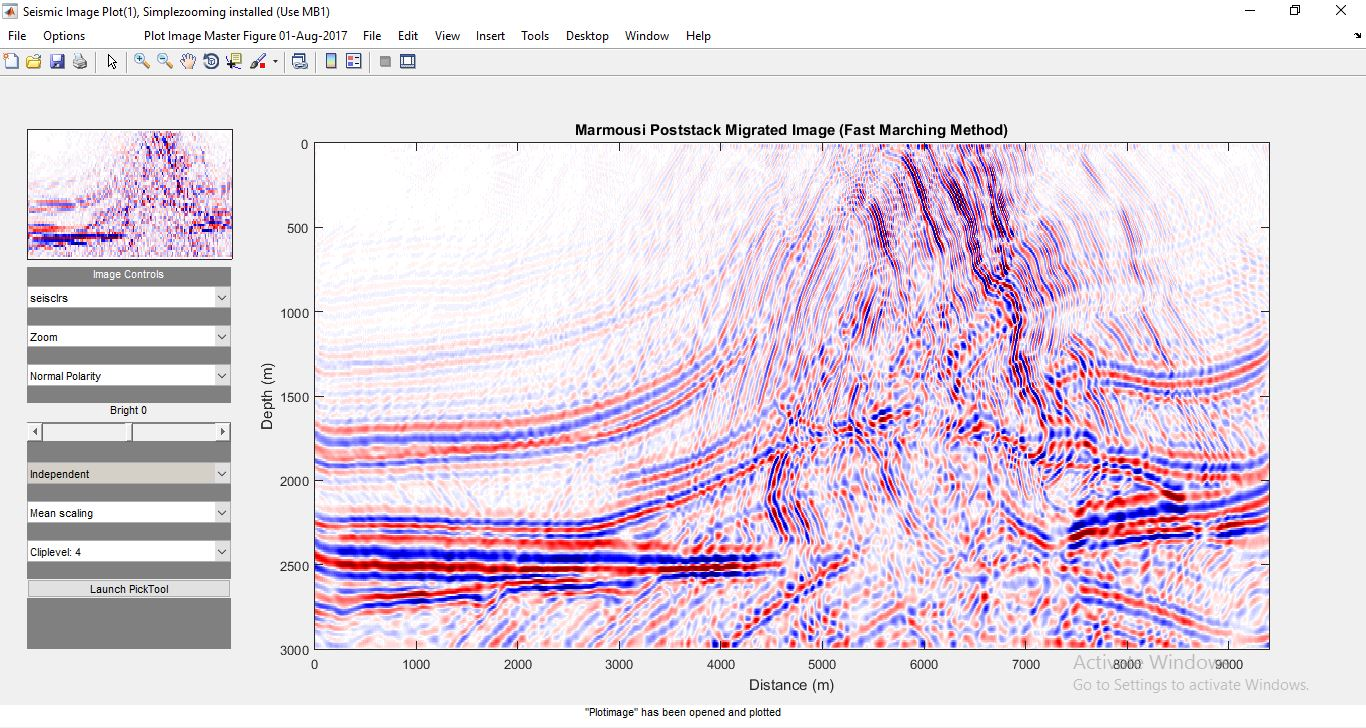 Seismic Image Plot(1), Simplezooming installed (Use MB1)
File Options Plot Image Master Figure 01-Aug-2017 File Edit View Insert Tools Desktop Window Help
Marmousi Poststack Migrated Image (Fast Marching Method)
Image Controls
seisclrs
Zoom
Normal Polarity
Bright 0
Independent
Mean scaling
Cliplevel: 4
Launch PickTool
Depth (m)
0
500
1000
1500
2000
2500
3000
0 1000 2000 3000 4000 5000 6000 7000 8000 9000
Distance (m)
Activate Windows
Go to Settings to activate Windows.
"Plotimage" has been opened and plotted